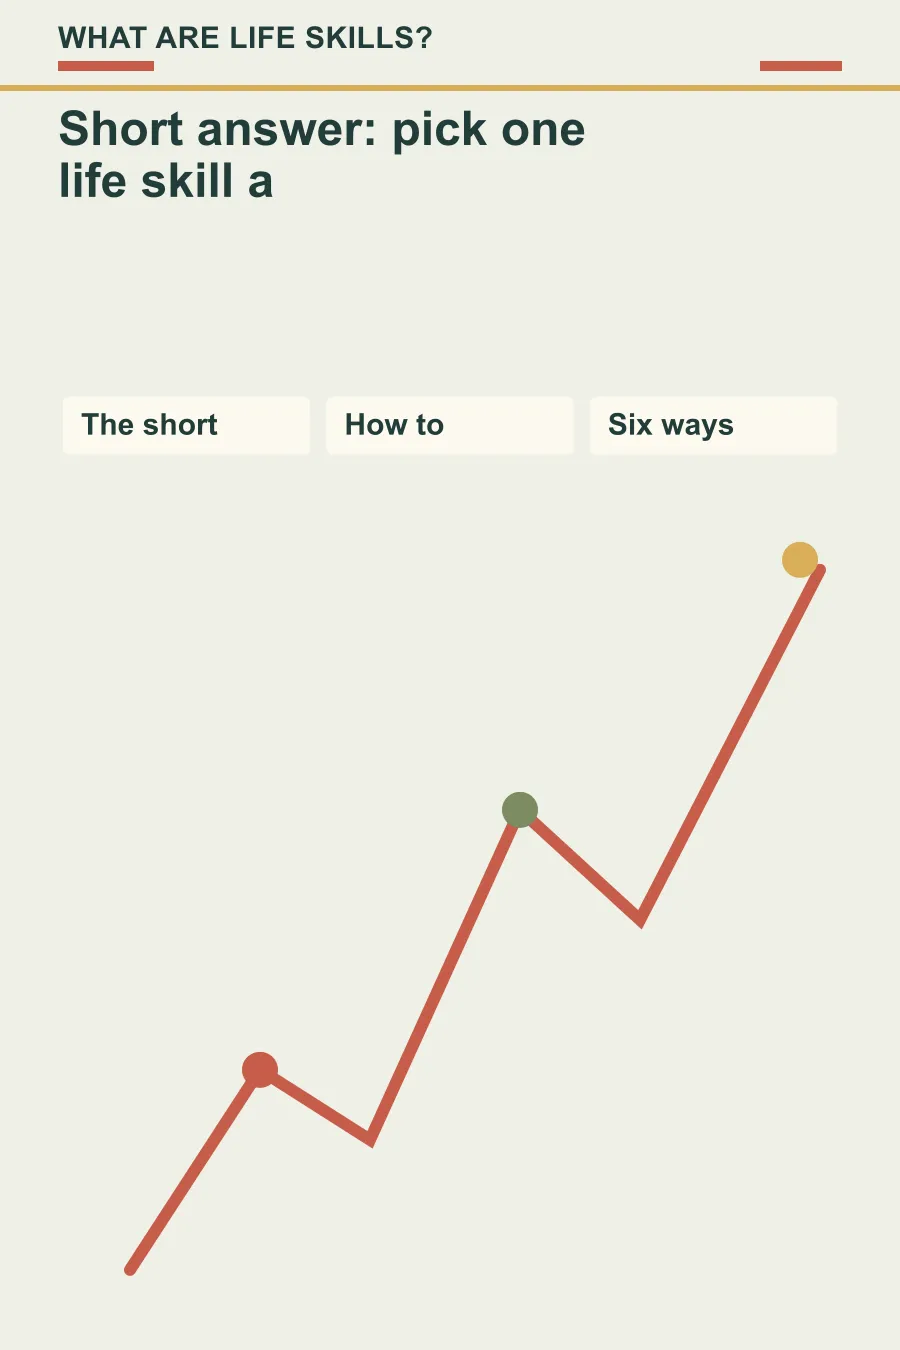 WHAT ARE LIFE SKILLS?
Short answer: pick one
life skill a
The short
How to
Six ways